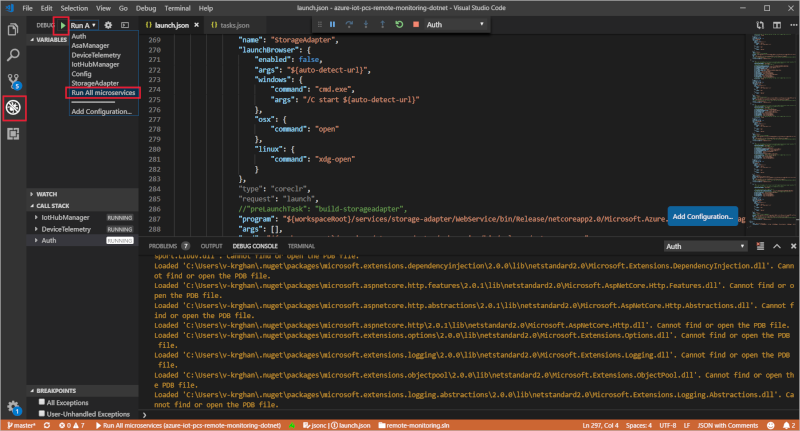 File Edit Selection View Go Debug Tasks Help
launch.json - azure-iot-pcs-remote-monitoring-dotnet - Visual Studio Code
DEBUG Run A
launch.json tasks.json
Auth
VARIABLES
Auth
AsaManager
DeviceTelemetry
IotHubManager
Config
StorageAdapter
Run All microservices
Add Configuration...
269 "name": "StorageAdapter",
270 "launchBrowser": {
271 "enabled": false,
272 "args": "${auto-detect-url}",
273 "windows": {
274 "command": "cmd.exe",
275 "args": "/C start ${auto-detect-url}"
276 },
277 "osx": {
278 "command": "open"
279 },
280 "linux": {
281 "command": "xdg-open"
282 }
283 },
284 "type": "coreclr",
285 "request": "launch",
286 //"preLaunchTask": "build-storageadapter",
287 "program": "${workspaceRoot}/services/storage-adapter/WebService/bin/Release/netcoreapp2.0/Microsoft.Azure.
288 "args": [],
Add Configuration...
WATCH
CALL STACK
IotHubManager RUNNING
DeviceTelemetry RUNNING
Auth RUNNING
PROBLEMS 7 OUTPUT DEBUG CONSOLE TERMINAL
Auth
sport.Libuv.dll'. Cannot find or open the PDB file.
Loaded 'C:\Users\v-krghan\.nuget\packages\microsoft.extensions.dependencyinjection\2.0.0\lib\netstandard2.0\Microsoft.Extensions.DependencyInjection.dll'. Cann
ot find or open the PDB file.
Loaded 'C:\Users\v-krghan\.nuget\packages\microsoft.aspnetcore.http.features\2.0.1\lib\netstandard2.0\Microsoft.AspNetCore.Http.Features.dll'. Cannot find or o
pen the PDB file.
Loaded 'C:\Users\v-krghan\.nuget\packages\microsoft.aspnetcore.http.abstractions\2.0.1\lib\netstandard2.0\Microsoft.AspNetCore.Http.Abstractions.dll'. Cannot f
ind or open the PDB file.
Loaded 'C:\Users\v-krghan\.nuget\packages\microsoft.aspnetcore.http\2.0.1\lib\netstandard2.0\Microsoft.AspNetCore.Http.dll'. Cannot find or open the PDB file.
Loaded 'C:\Users\v-krghan\.nuget\packages\microsoft.extensions.options\2.0.0\lib\netstandard2.0\Microsoft.Extensions.Options.dll'. Cannot find or open the PDB
file.
Loaded 'C:\Users\v-krghan\.nuget\packages\microsoft.extensions.logging\2.0.0\lib\netstandard2.0\Microsoft.Extensions.Logging.dll'. Cannot find or open the PDB
file.
Loaded 'C:\Users\v-krghan\.nuget\packages\microsoft.extensions.objectpool\2.0.0\lib\netstandard2.0\Microsoft.Extensions.ObjectPool.dll'. Cannot find or open th
e PDB file.
Loaded 'C:\Users\v-krghan\.nuget\packages\microsoft.extensions.logging.abstractions\2.0.0\lib\netstandard2.0\Microsoft.Extensions.Logging.Abstractions.dll'. Ca
nnot find or open the PDB file.
BREAKPOINTS
All Exceptions
User-Unhandled Exceptions
5
1
master* 0 7 Run All microservices (azure-iot-pcs-remote-monitoring-dotnet) jsonc | launch.json remote-monitoring.sln Ln 297, Col 4 Spaces: 4 UTF-8 LF JSON with Comments 2